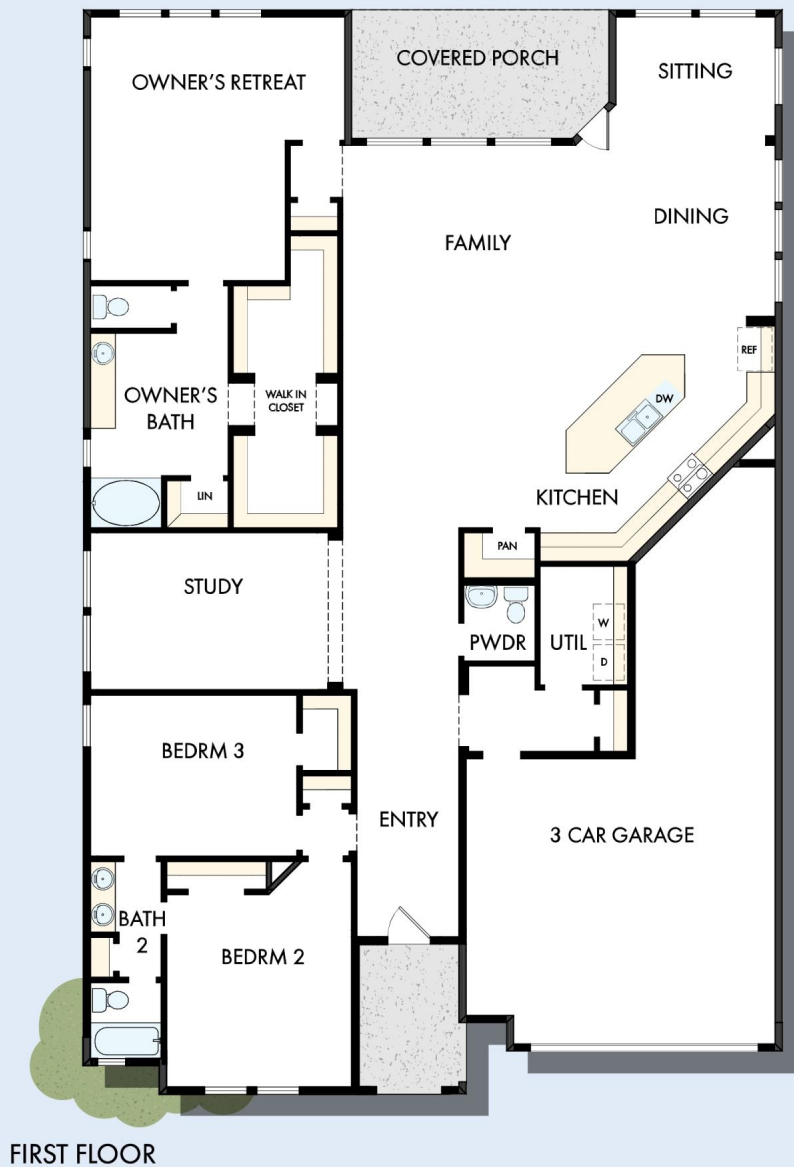 COVERED PORCH
SITTING
OWNER'S RETREAT
DINING
FAMILY
REF
OWNER'S
BATH
WALK IN
CLOSET
DW
LIN
KITCHEN
PAN
STUDY
W
PWDR
UTIL
D
BEDRM 3
ENTRY
3 CAR GARAGE
BATH
2
BEDRM 2
FIRST FLOOR